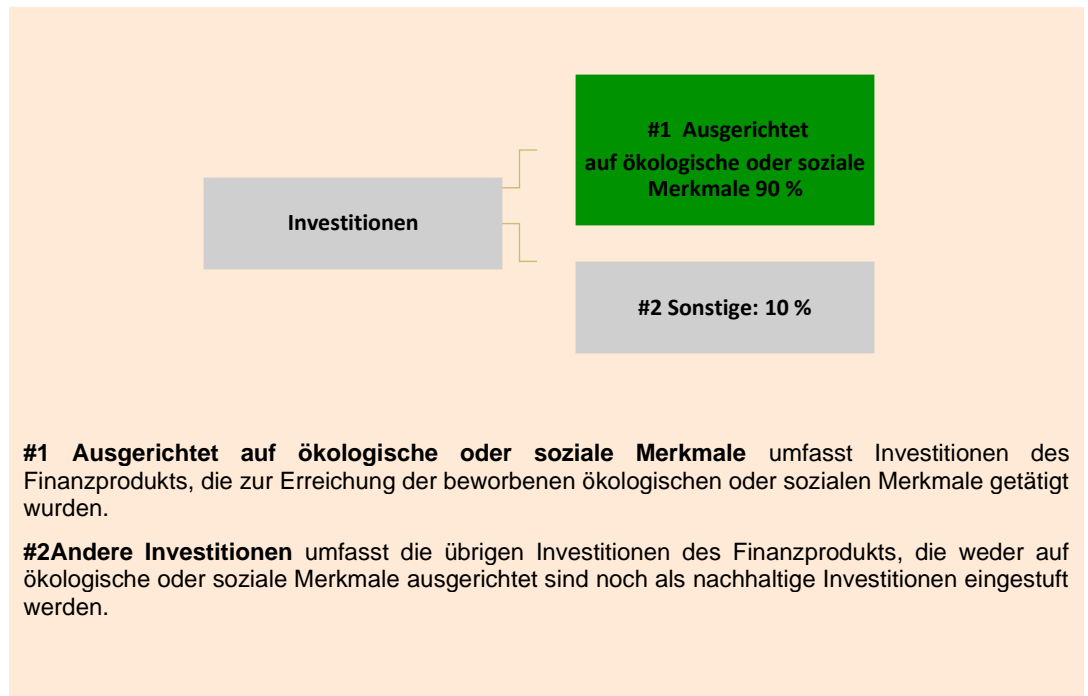 #1 Ausgerichtet
auf ökologische oder soziale
Merkmale 90 %
Investitionen
#2 Sonstige: 10 %
#1 Ausgerichtet auf ökologische oder soziale Merkmale umfasst Investitionen des
Finanzprodukts, die zur Erreichung der beworbenen ökologischen oder sozialen Merkmale getätigt
wurden.
#2Andere Investitionen umfasst die übrigen Investitionen des Finanzprodukts, die weder auf
ökologische oder soziale Merkmale ausgerichtet sind noch als nachhaltige Investitionen eingestuft
werden.